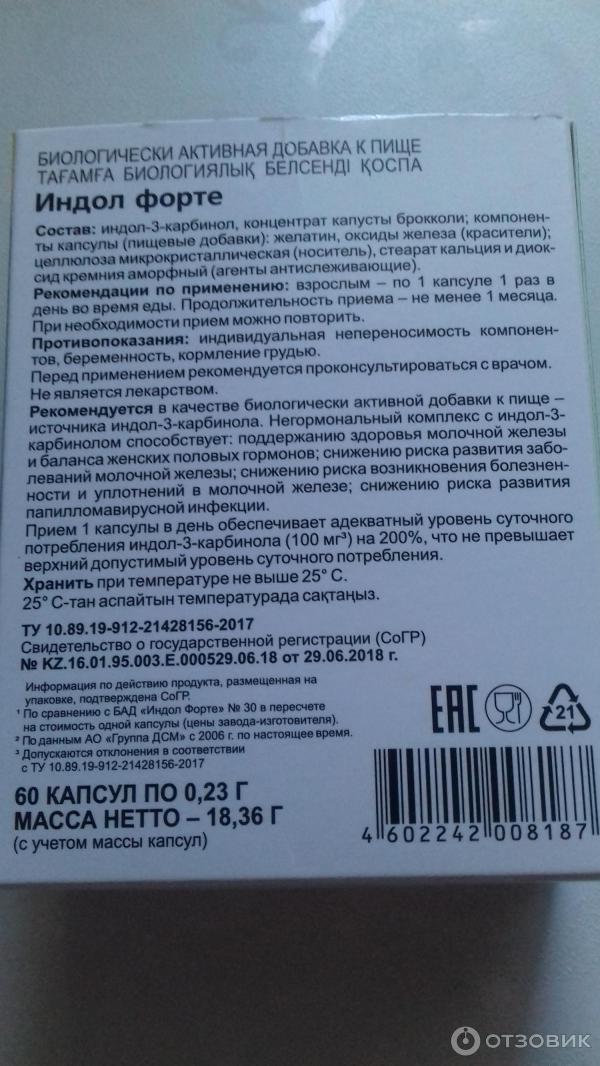 БИОЛОГИЧЕСКИ АКТИВНАЯ ДОБАВКА К ПИЩЕ
ТАҒАМҒА БИОЛОГИЯЛЫҚ БЕЛСЕНДІ ҚОСПА
Индол форте
Состав: индол-3-карбинол, концентрат капусты брокколи; компонен-
ты капсулы (пищевые добавки): желатин, оксиды железа (красители);
целлюлоза микрокристаллическая (носитель), стеарат кальция и диок-
сид кремния аморфный (агенты антислеживающие).
Рекомендации по применению: взрослым – по 1 капсуле 1 раз в
день во время еды. Продолжительность приема – не менее 1 месяца.
При необходимости прием можно повторить.
Противопоказания: индивидуальная непереносимость компонен-
тов, беременность, кормление грудью.
Перед применением рекомендуется проконсультироваться с врачом.
Не является лекарством.
Рекомендуется в качестве биологически активной добавки к пище –
источника индол-3-карбинола. Негормональный комплекс с индол-3-
карбинолом способствует: поддержанию здоровья молочной железы
и баланса женских половых гормонов; снижению риска развития забо-
леваний молочной железы; снижению риска возникновения болезнен-
ности и уплотнений в молочной железе; снижению риска развития
папилломавирусной инфекции.
Прием 1 капсулы в день обеспечивает адекватный уровень суточного
потребления индол-3-карбинола (100 мг³) на 200%, что не превышает
верхний допустимый уровень суточного потребления.
Хранить при температуре не выше 25° С.
25° С-тан аспайтын температурада сақтаңыз.
ТУ 10.89.19-912-21428156-2017
Свидетельство о государственной регистрации (СоГР)
№ KZ.16.01.95.003.E.000529.06.18 от 29.06.2018 г.
Информация по действию продукта, размещенная на
упаковке, подтверждена СоГР.
¹ По сравнению с БАД «Индол Форте» № 30 в пересчете
на стоимость одной капсулы (цены завода-изготовителя).
² По данным АО «Группа ДСМ» с 2006 г. по настоящее время.
³ Допускаются отклонения в соответствии
с ТУ 10.89.19-912-21428156-2017
EAC
21
60 КАПСУЛ ПО 0,23 Г
МАССА НЕТТО – 18,36 Г
(с учетом массы капсул)
4 602242 008187
ОТЗОВИК